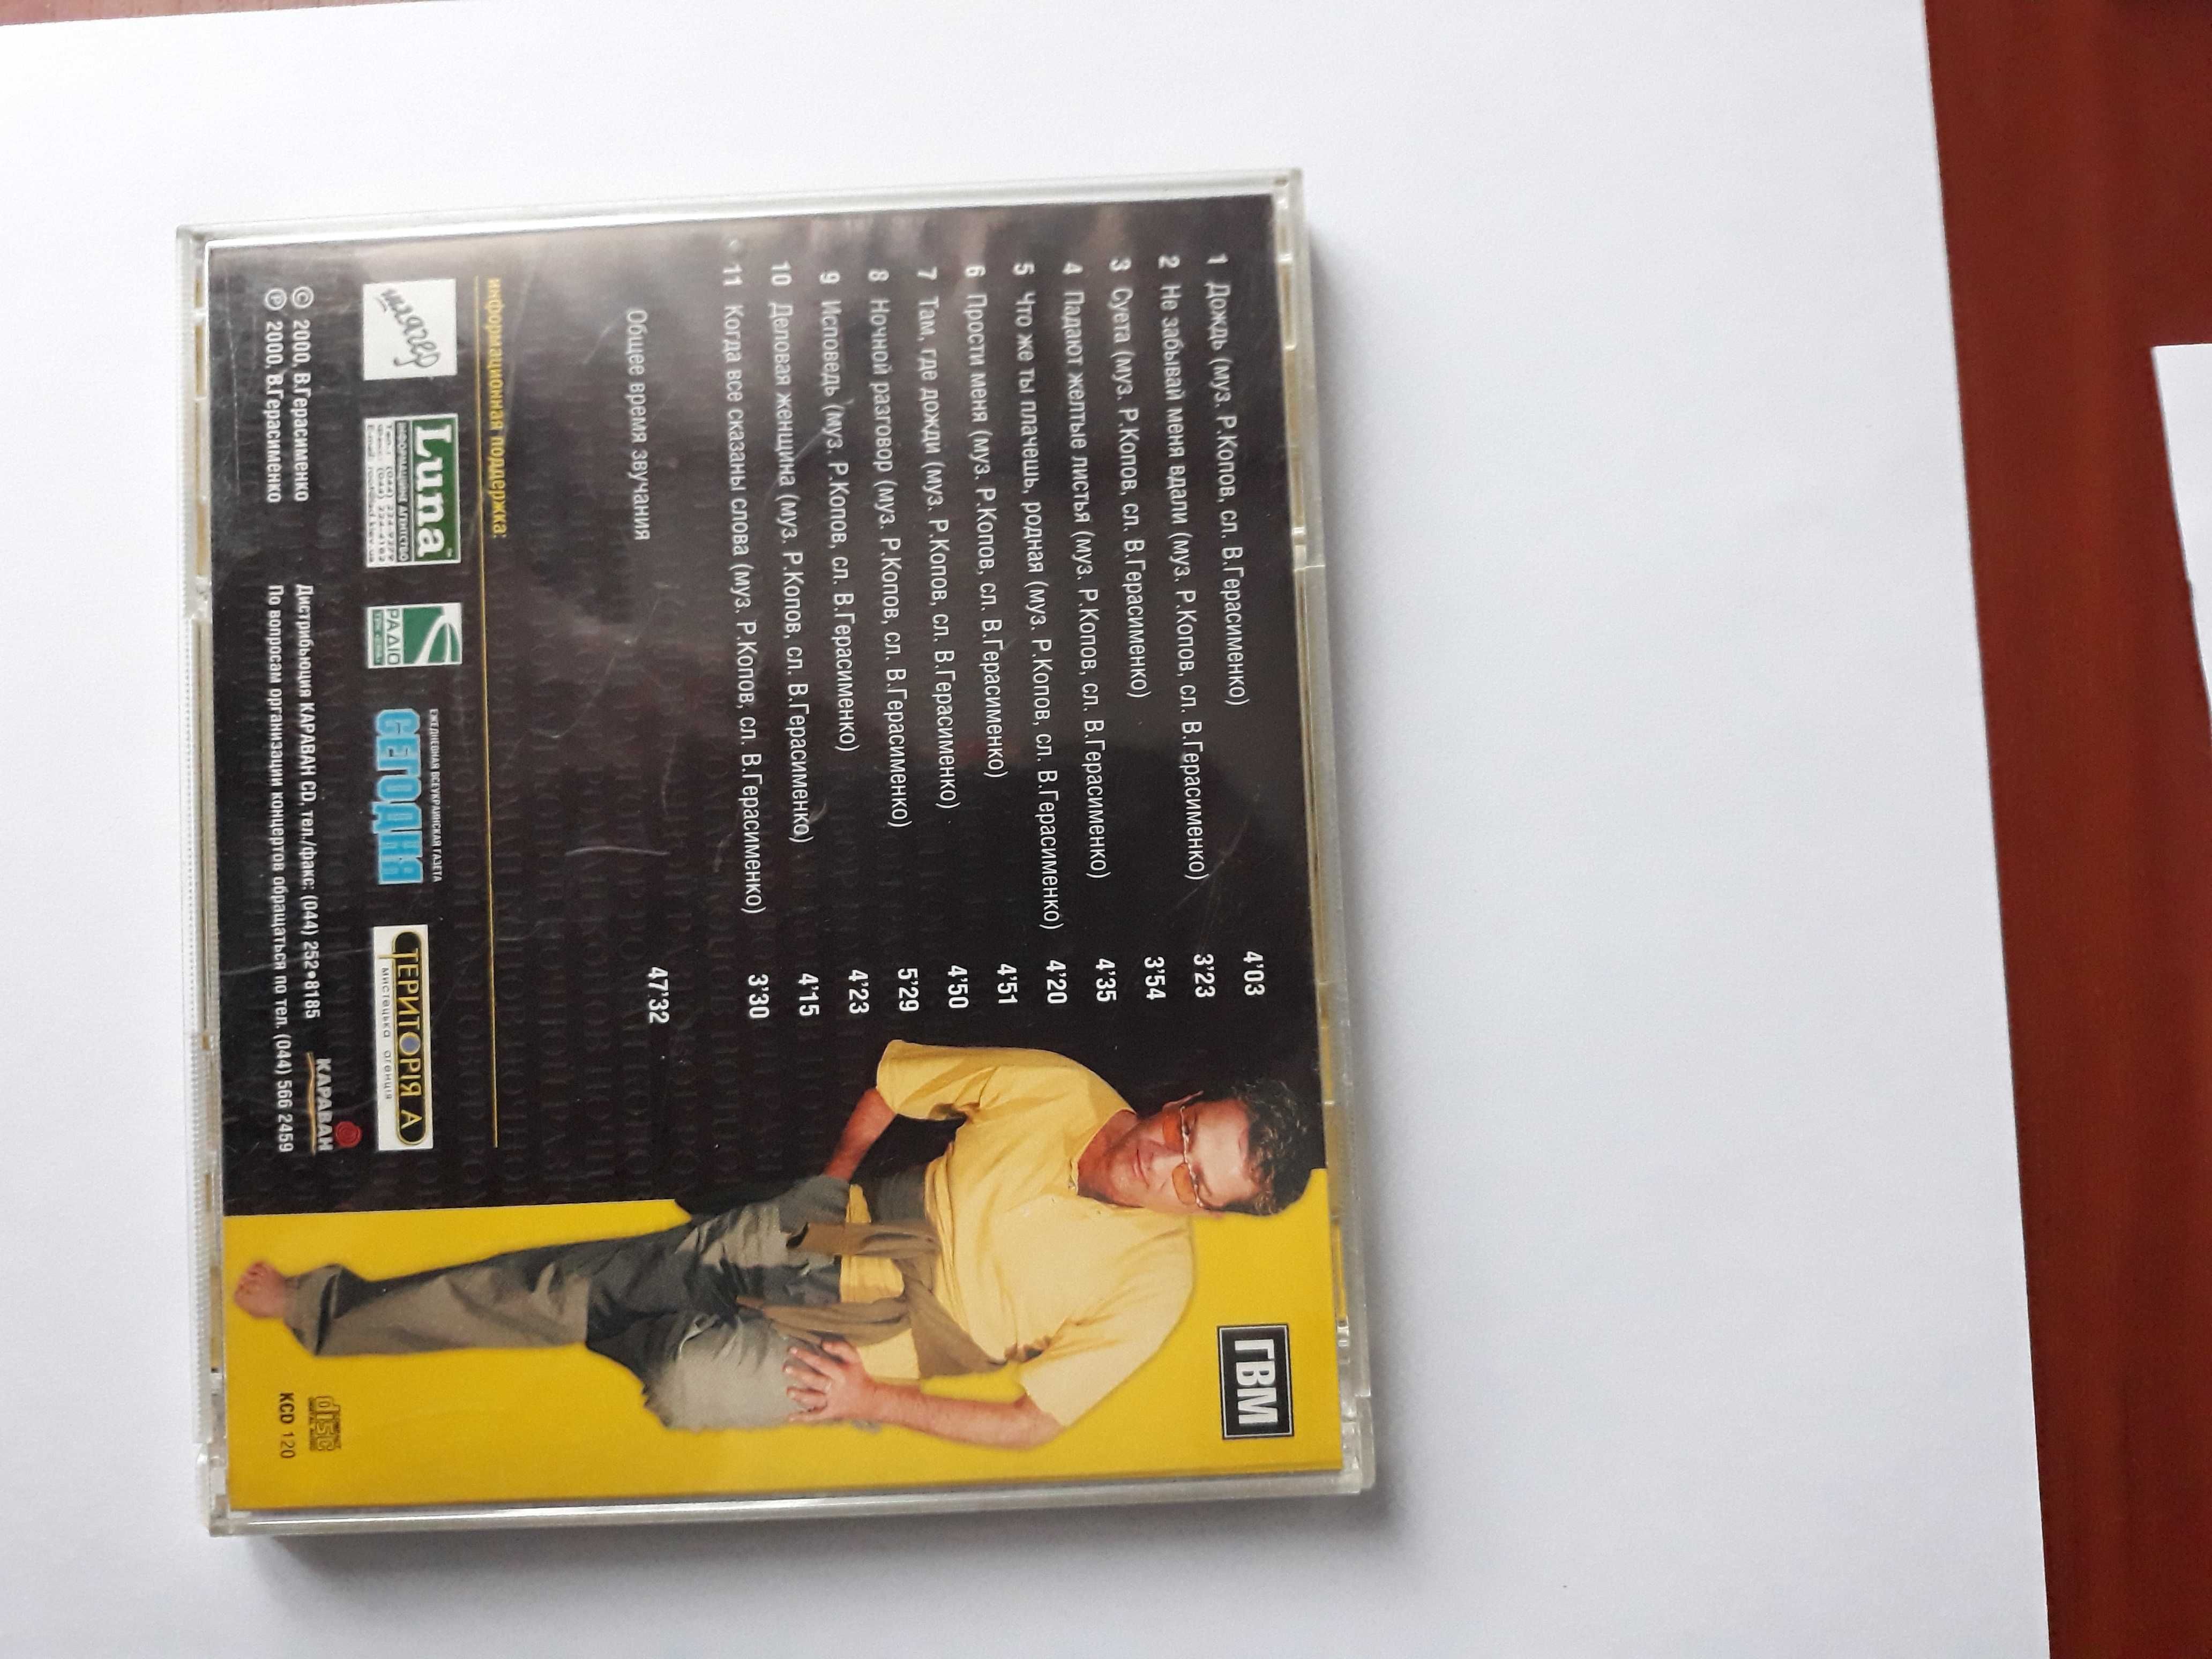 1 Дождь (муз. Р.Копов, сл. В.Герасименко) 4'03
2 Не забывай меня вдали (муз. Р.Копов, сл. В.Герасименко) 3'23
3 Суета (муз. Р.Копов, сл. В.Герасименко) 3'54
4 Падают желтые листья (муз. Р.Копов, сл. В.Герасименко) 4'35
5 Что же ты плачешь, родная (муз. Р.Копов, сл. В.Герасименко) 4'20
6 Прости меня (муз. Р.Копов, сл. В.Герасименко) 4'51
7 Там, где дожди (муз. Р.Копов, сл. В.Герасименко) 4'50
8 Ночной разговор (муз. Р.Копов, сл. В.Герасименко) 5'29
9 Исповедь (муз. Р.Копов, сл. В.Герасименко) 4'23
10 Деловая женщина (муз. Р.Копов, сл. В.Герасименко) 4'15
11 Когда все сказаны слова (муз. Р.Копов, сл. В.Герасименко) 3'30
Общее время звучания 47'32
ГВМ
информационная поддержка:
шлягер
Luna
ІНФОРМАЦІЙНЕ АГЕНТСТВО
РАДІО
ЕЖЕДНЕВНАЯ ВСЕУКРАИНСКАЯ ГАЗЕТА
СЕГОДНЯ
ТЕРИТОРІЯ А
мистецька агенція
© 2000, В.Герасименко
℗ 2000, В.Герасименко
Дистрибьюция КАРАВАН CD, тел./факс: (044) 252•8185
По вопросам организации концертов обращаться по тел. (044) 566 2459
КАРАВАН
disc
KCD 120